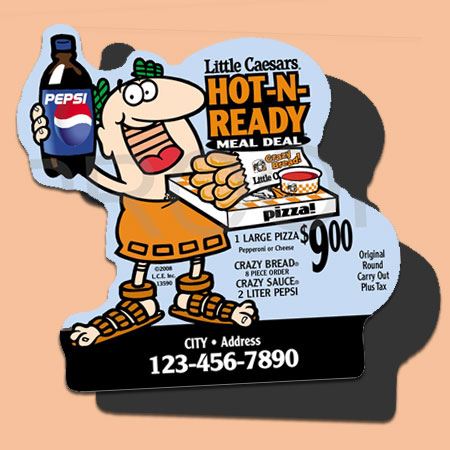 PEPSI
Little Caesars®
HOT-N-
READY
MEAL DEAL
Crazy
Bread!
Little
pizza!
1 LARGE PIZZA
Pepperoni or Cheese
$9.00
CRAZY BREAD®
8 PIECE ORDER
CRAZY SAUCE®
2 LITER PEPSI
Original
Round
Carry Out
Plus Tax
©2008
L.C.E. Inc.
13590
CITY • Address
123-456-7890